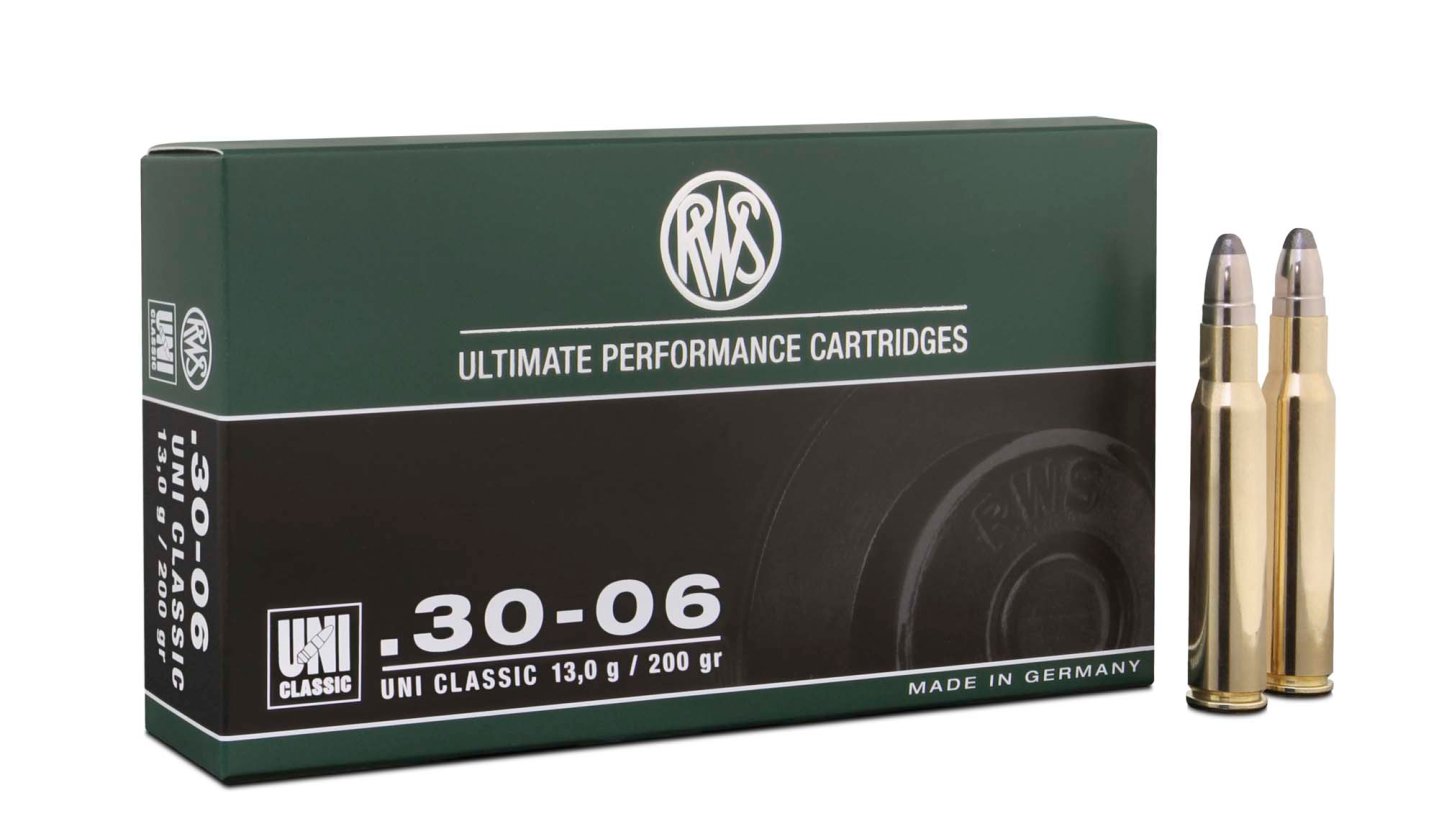 RWS
ULTIMATE PERFORMANCE CARTRIDGES
RWS
UNI
CLASSIC
.30-06
UNI CLASSIC 13,0 g / 200 gr
MADE IN GERMANY
RWS
UNI
CLASSIC
.30-06
UNI CLASSIC
13,0 g / 200 gr